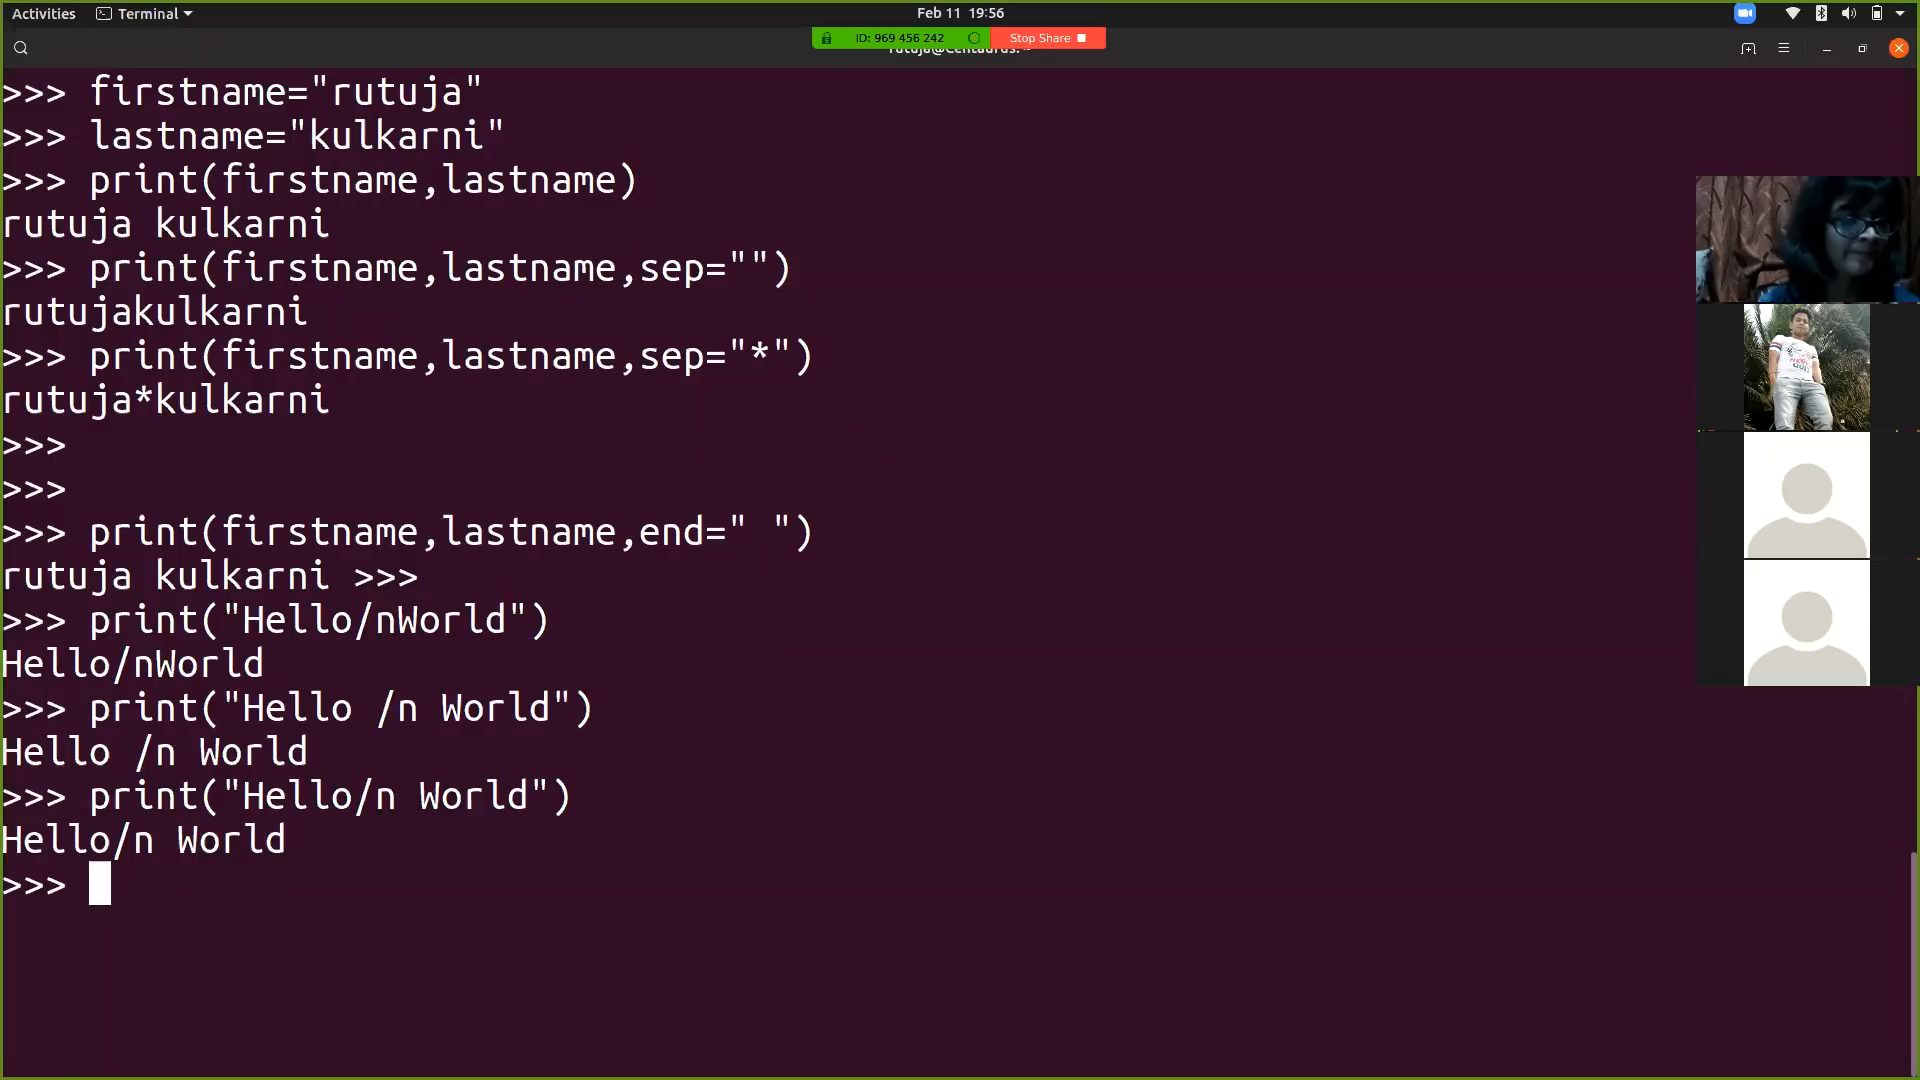 Activities Terminal Feb 11 19:56
ID: 969 456 242 Stop Share
>>> firstname="rutuja"
>>> lastname="kulkarni"
>>> print(firstname,lastname)
rutuja kulkarni
>>> print(firstname,lastname,sep="")
rutujakulkarni
>>> print(firstname,lastname,sep="*")
rutuja*kulkarni
>>>
>>>
>>> print(firstname,lastname,end=" ")
rutuja kulkarni >>>
>>> print("Hello/nWorld")
Hello/nWorld
>>> print("Hello /n World")
Hello /n World
>>> print("Hello/n World")
Hello/n World
>>>